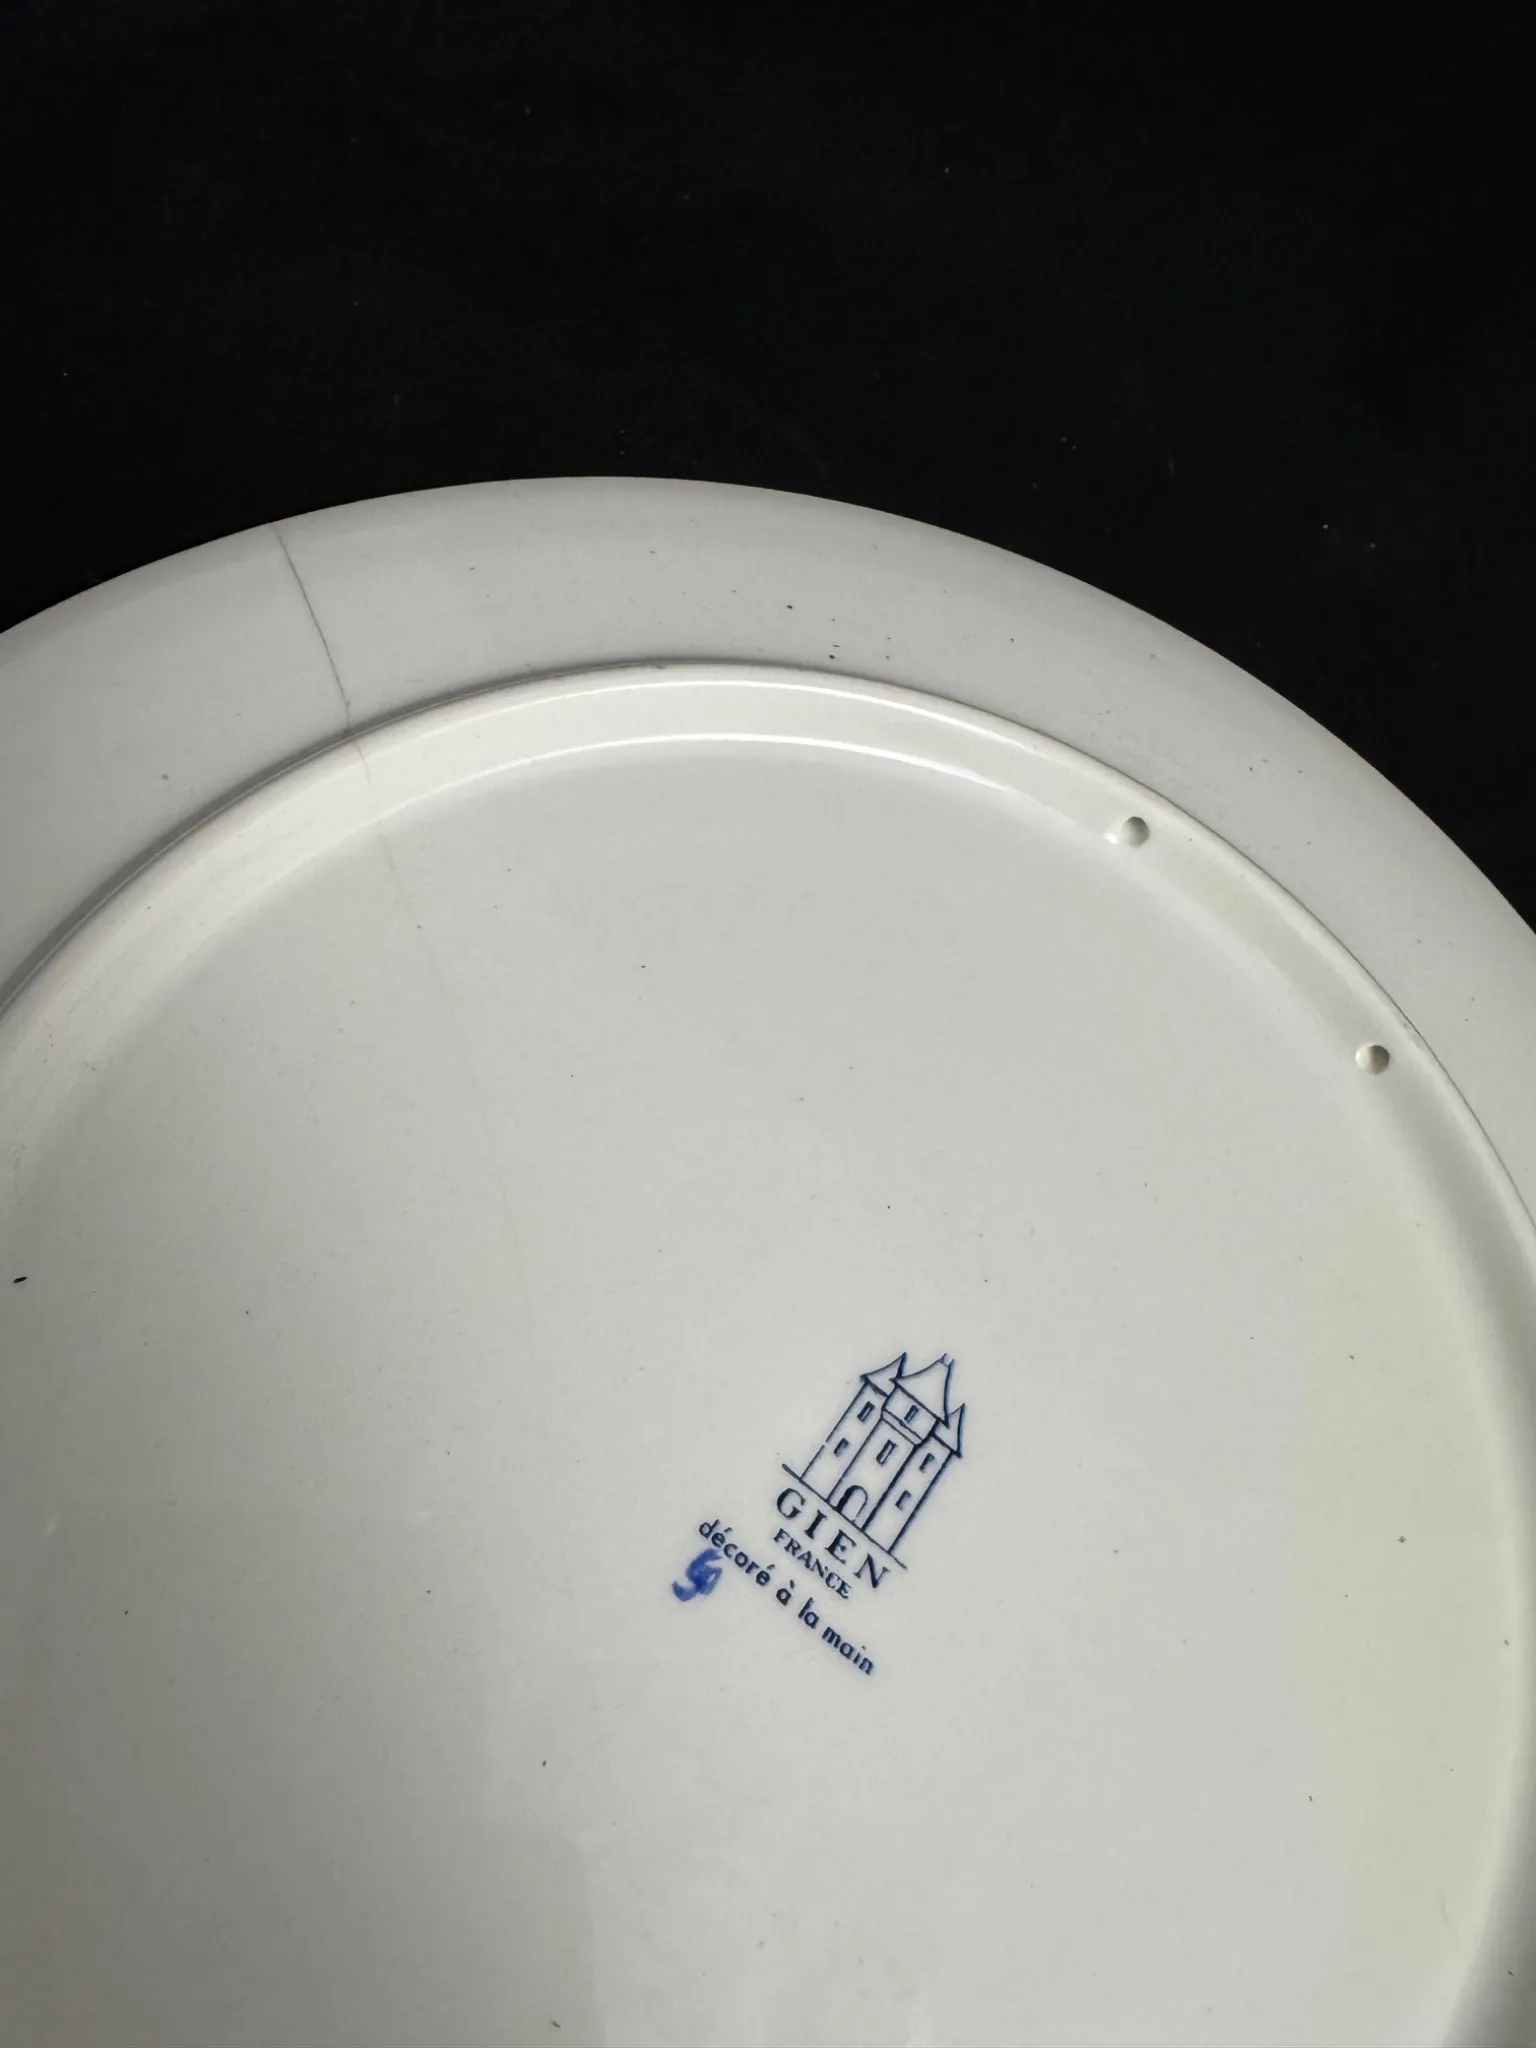 GIEN
FRANCE
décoré à la main